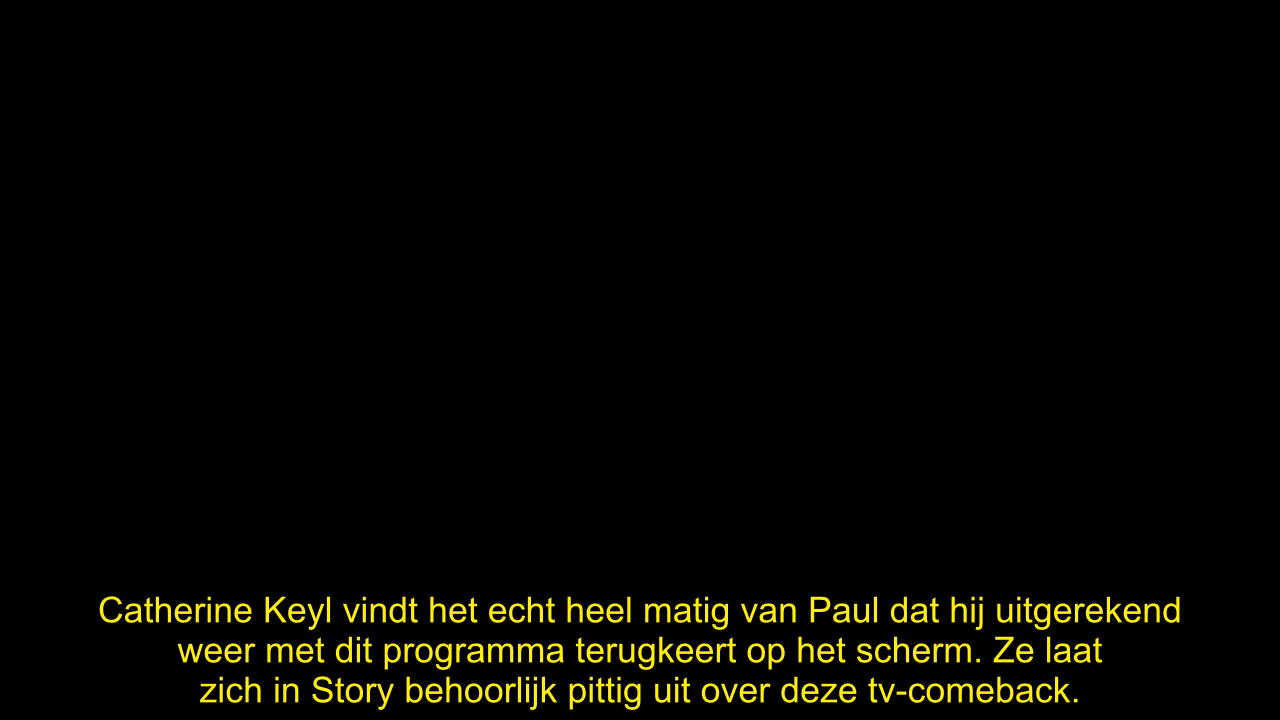 Catherine Keyl vindt het echt heel matig van Paul dat hij uitgerekend
weer met dit programma terugkeert op het scherm. Ze laat
zich in Story behoorlijk pittig uit over deze tv-comeback.